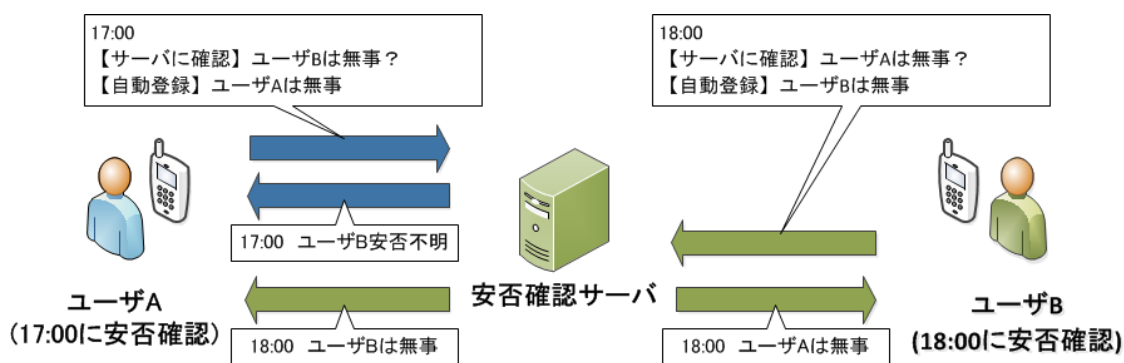 17:00
【サーバに確認】ユーザBは無事？
【自動登録】ユーザAは無事
18:00
【サーバに確認】ユーザAは無事？
【自動登録】ユーザBは無事
17:00 ユーザB安否不明
ユーザA
(17:00に安否確認)
18:00 ユーザBは無事
安否確認サーバ
18:00 ユーザAは無事
ユーザB
(18:00に安否確認)